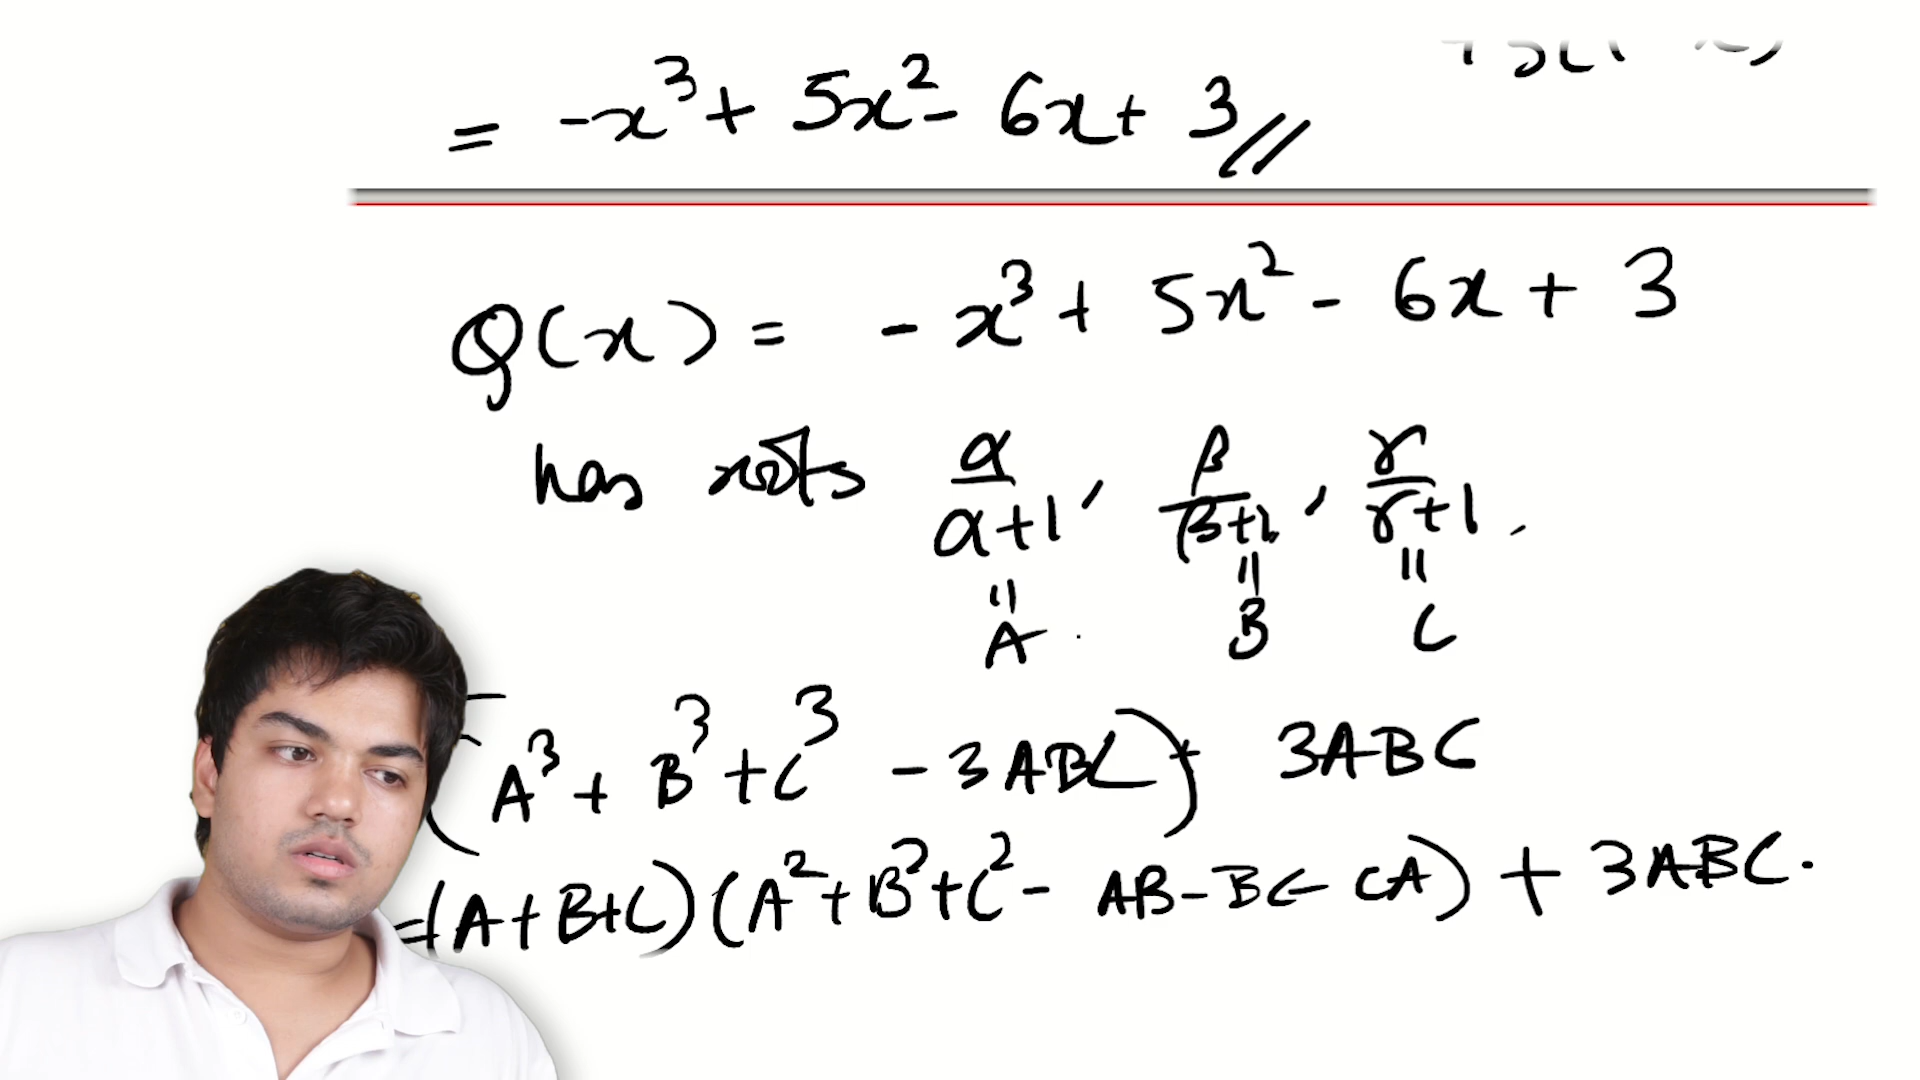 = -x³ + 5x² - 6x + 3 //
Q(x) = - x³ + 5x² - 6x + 3
has roots α/(α+1), β/(β+1), γ/(γ+1).
= A = B = C
(A³ + B³ + C³ - 3ABC) + 3ABC
=(A+B+C)(A²+B²+C² - AB - BC - CA) + 3ABC.